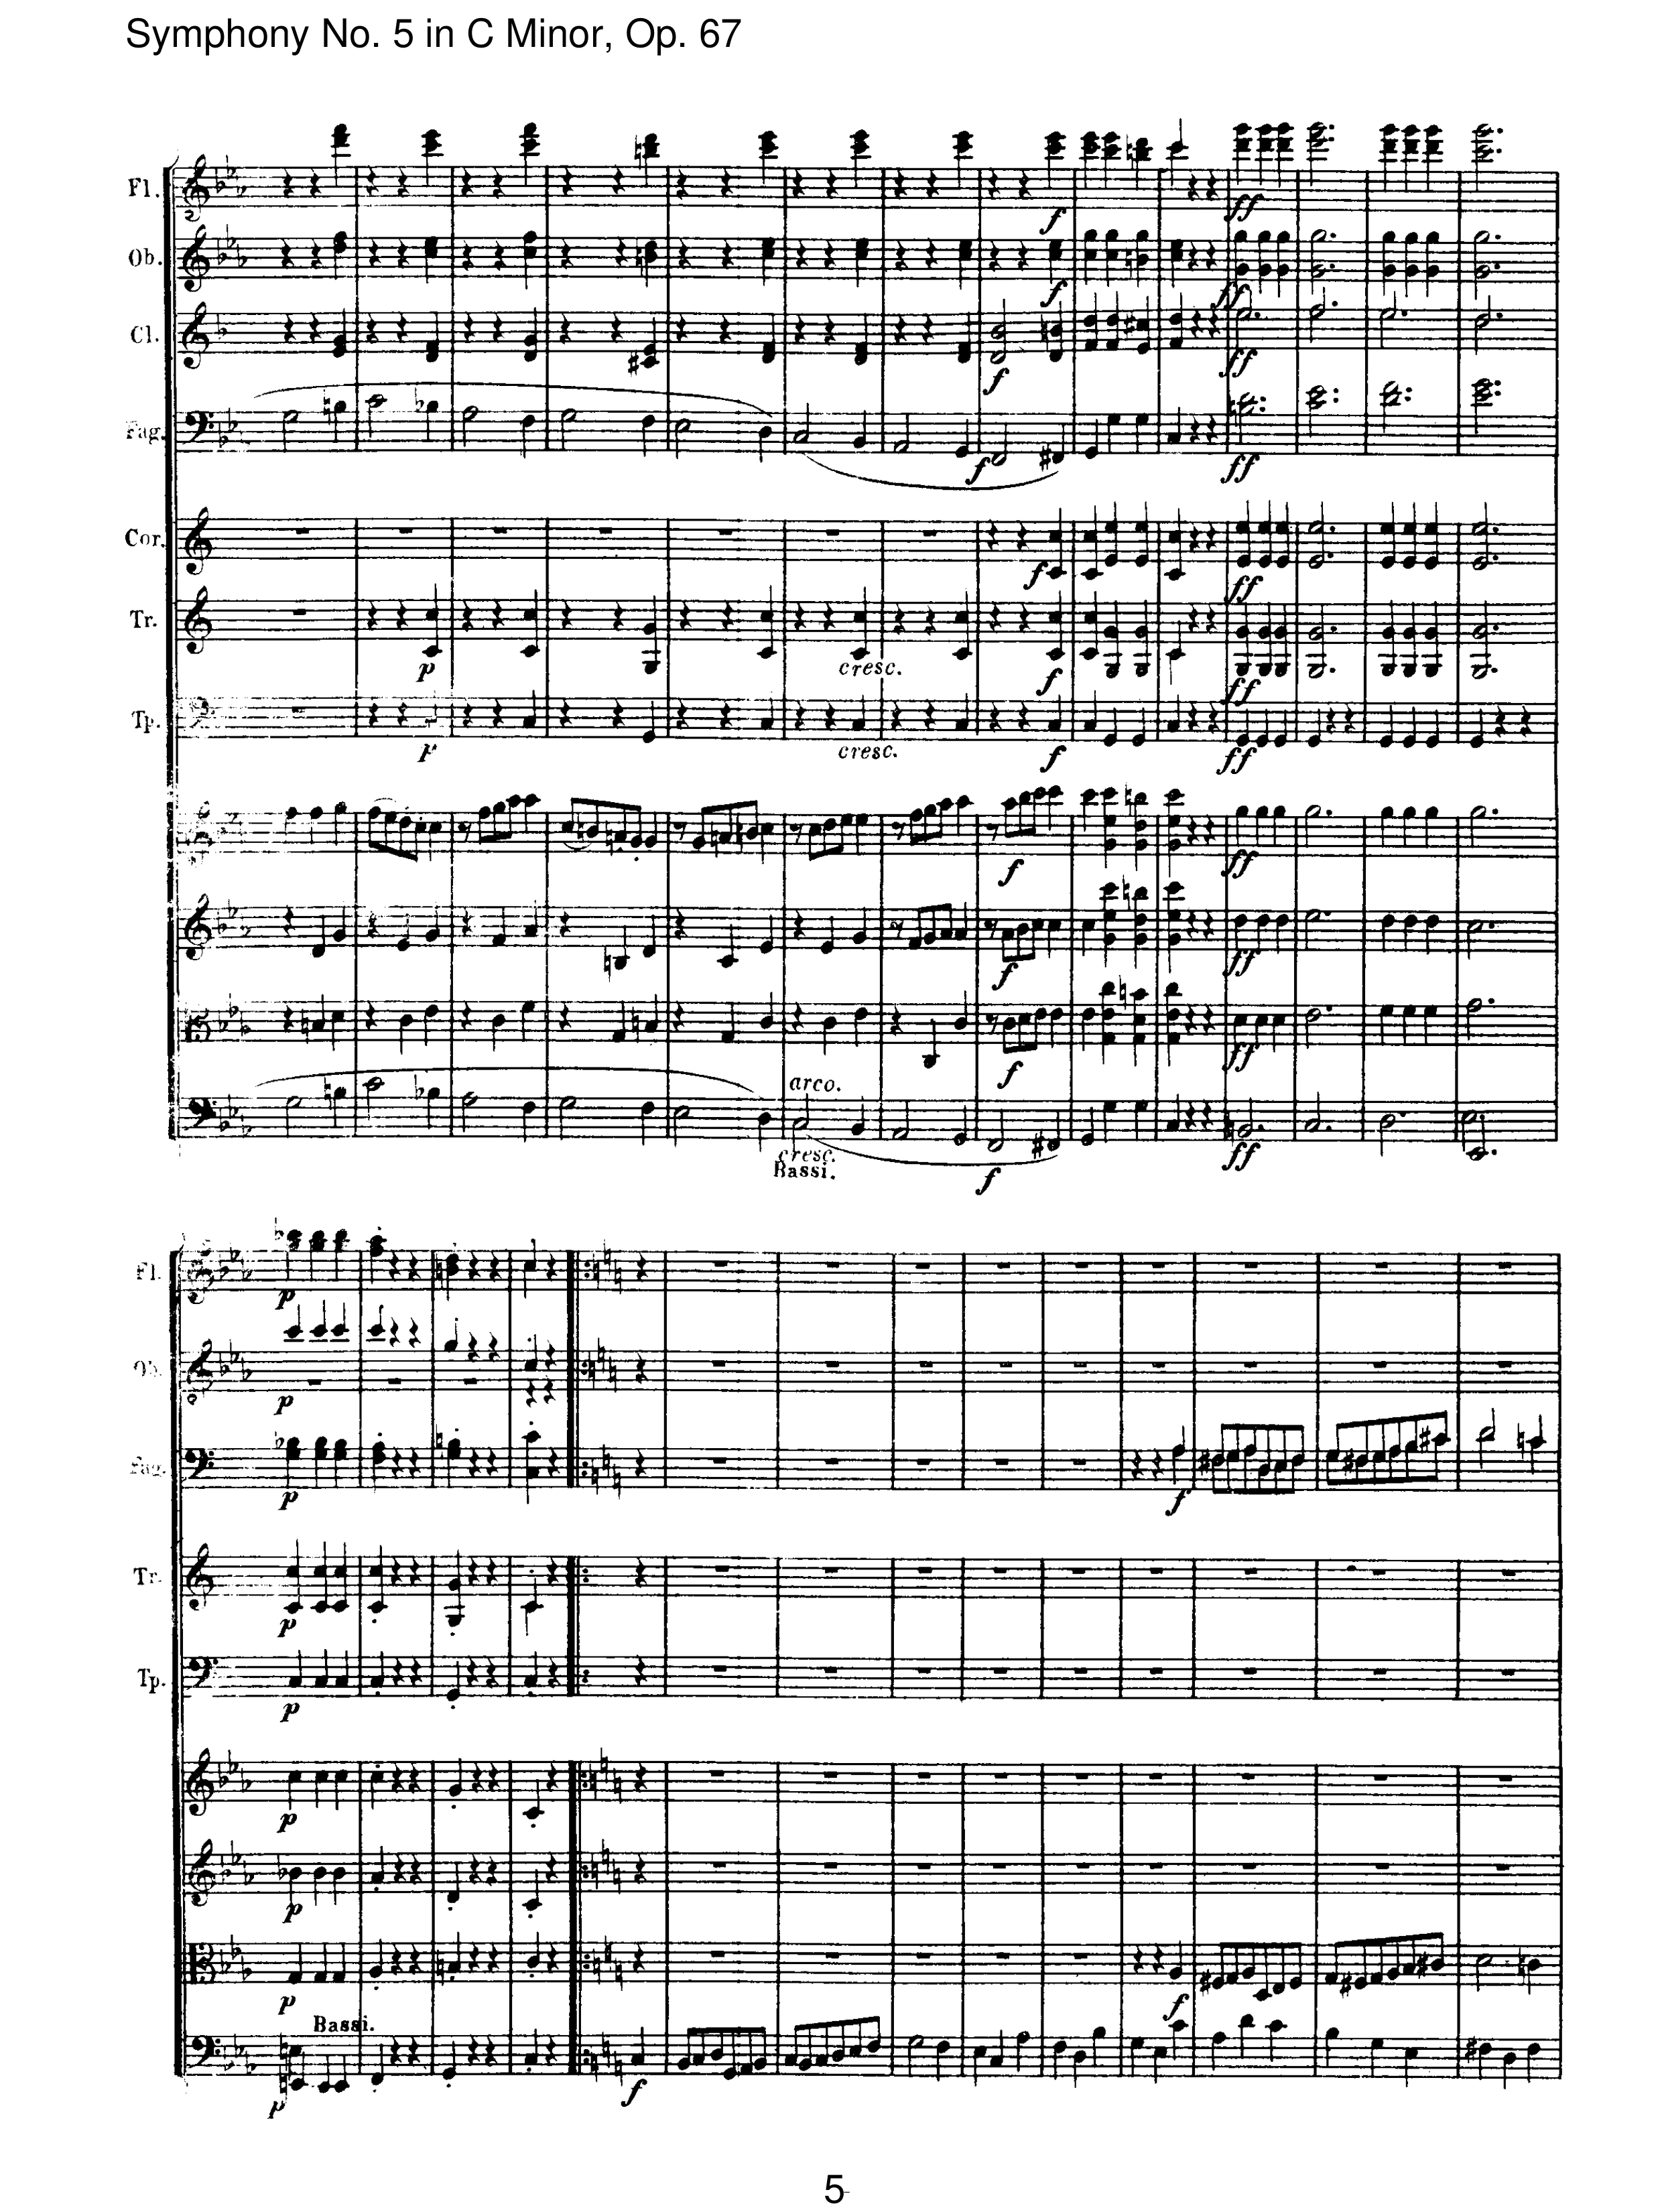 Symphony No. 5 in C Minor, Op. 67
Fl.
f
ff
Ob.
f
ff
Cl.
f
ff
Fag.
f
ff
Cor.
f
ff
Tr.
p
cresc.
f
ff
Tp.
p
cresc.
f
ff
f
ff
f
ff
f
ff
arco.
cresc.
Bassi.
f
ff
Fl.
p
Ob.
p
Fag.
p
f
Tr.
p
Tp.
p
p
p
p
f
Bassi.
p
f
5